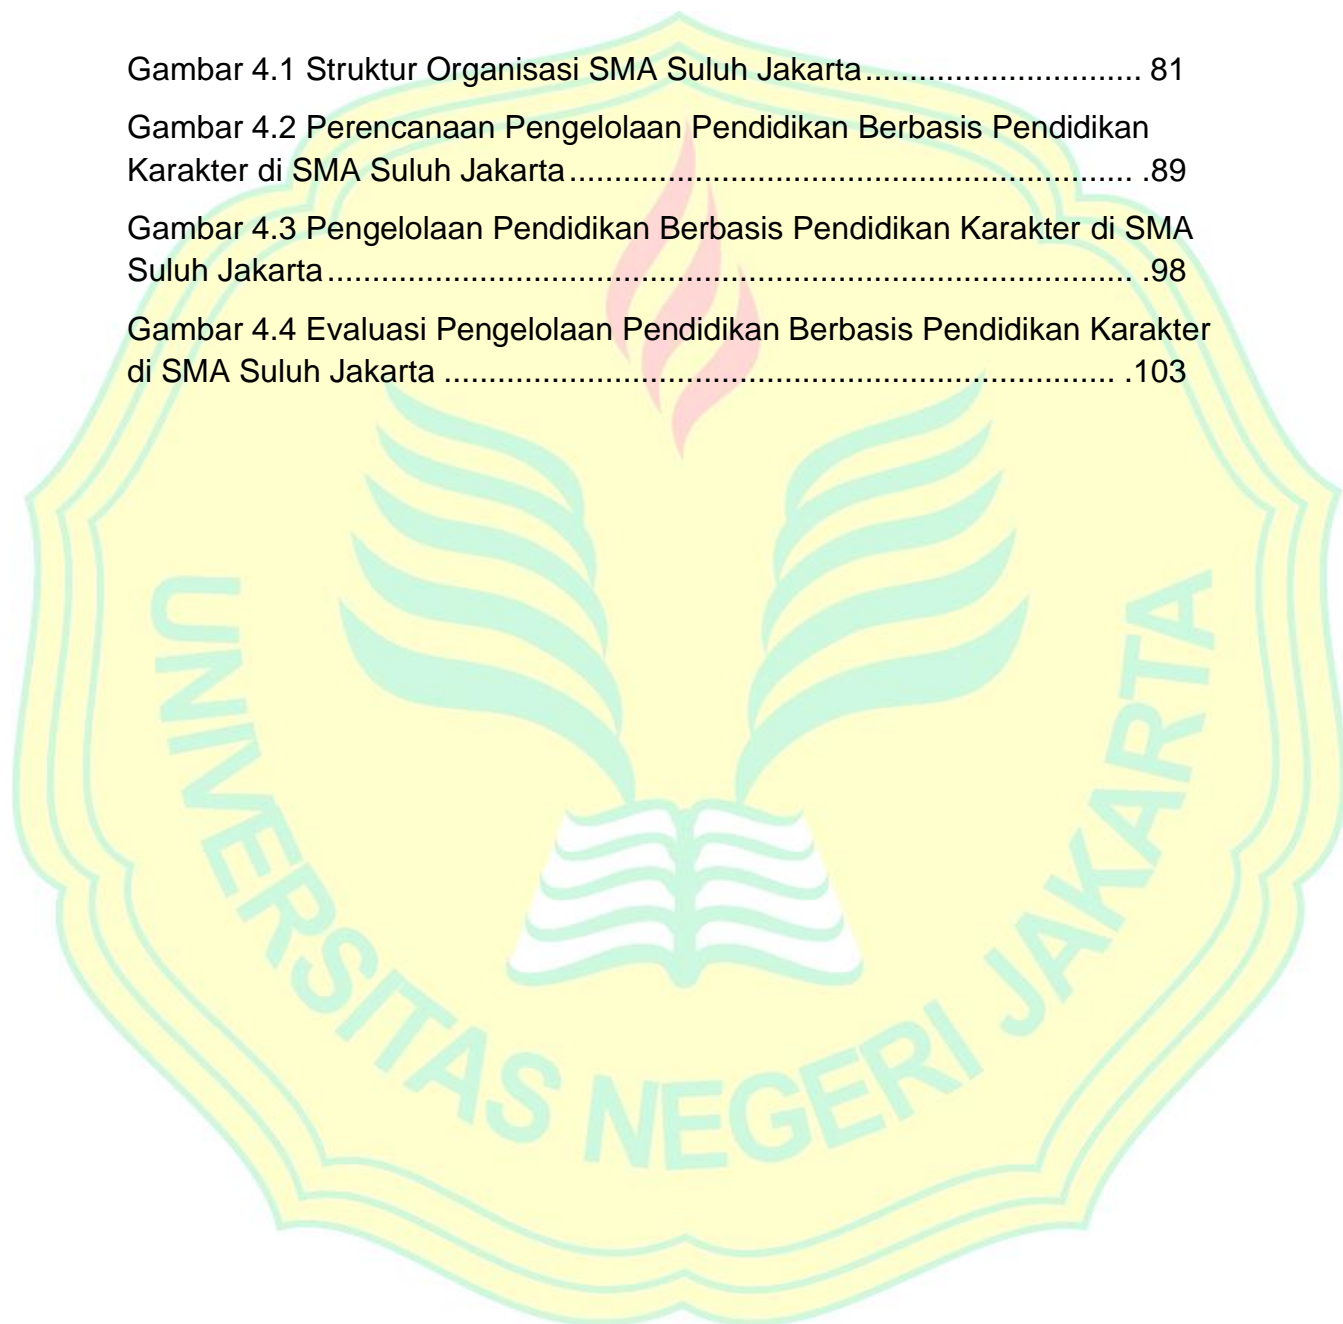 Gambar 4.1 Struktur Organisasi SMA Suluh Jakarta............................... 81
Gambar 4.2 Perencanaan Pengelolaan Pendidikan Berbasis Pendidikan
Karakter di SMA Suluh Jakarta............................................................... .89
Gambar 4.3 Pengelolaan Pendidikan Berbasis Pendidikan Karakter di SMA
Suluh Jakarta.......................................................................................... .98
Gambar 4.4 Evaluasi Pengelolaan Pendidikan Berbasis Pendidikan Karakter
di SMA Suluh Jakarta ........................................................................... .103
UNIVERSITAS NEGERI JAKARTA